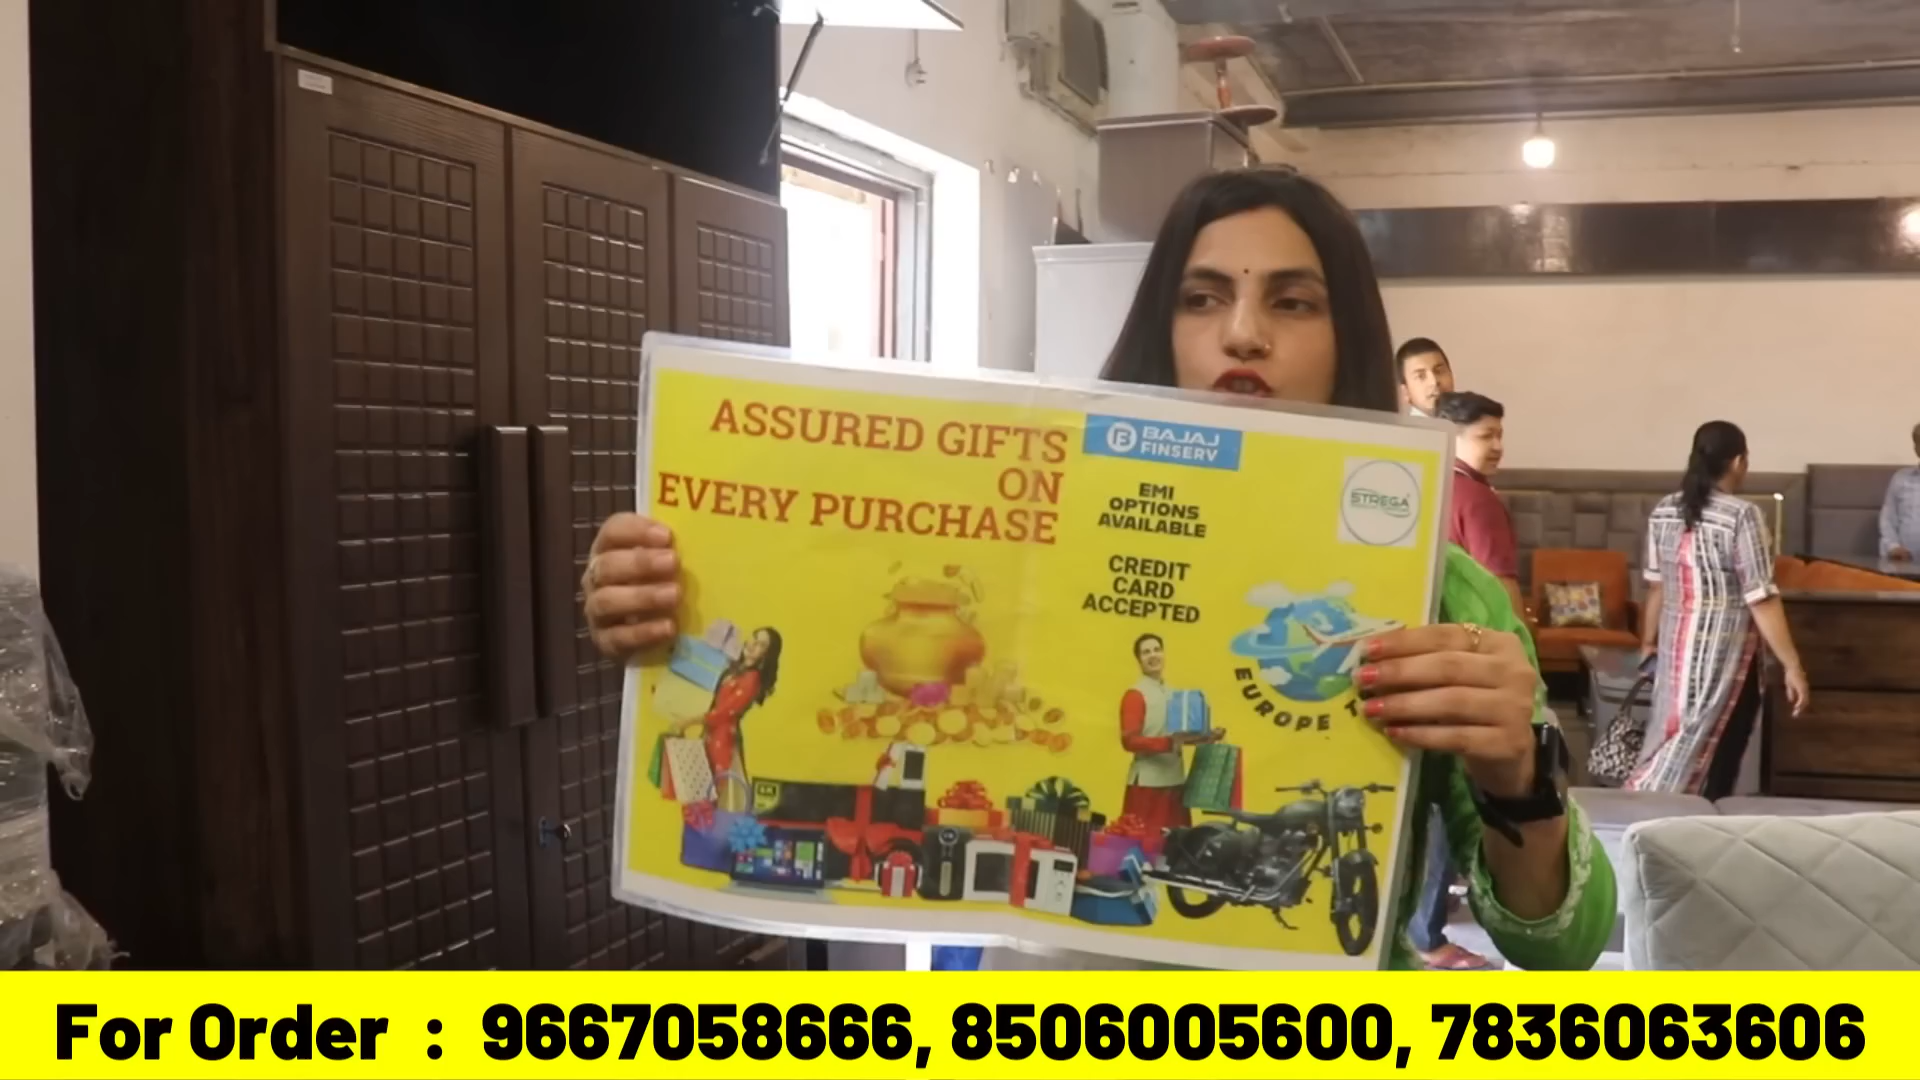 ASSURED GIFTS
ON
EVERY PURCHASE
BAJAJ
FINSERV
EMI
OPTIONS
AVAILABLE
CREDIT
CARD
ACCEPTED
STREGA
EUROPE T
For Order : 9667058666, 8506005600, 7836063606